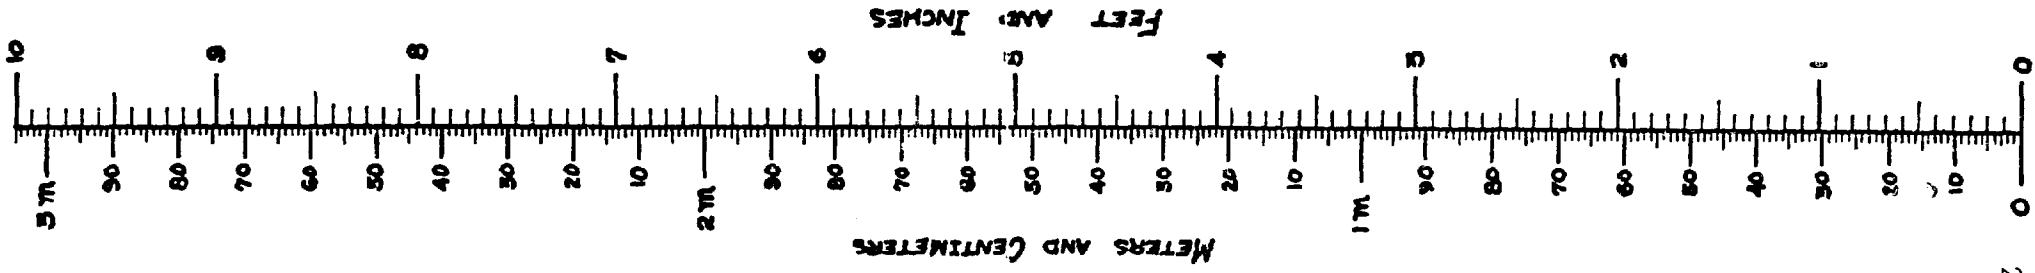 FEET AND INCHES
10 9 8 7 6 5 4 3 2 1 0
3 m 90 80 70 60 50 40 30 20 10 2 m 90 80 70 60 50 40 30 20 10 1 m 90 80 70 60 50 40 30 20 10 0
METERS AND CENTIMETERS
2